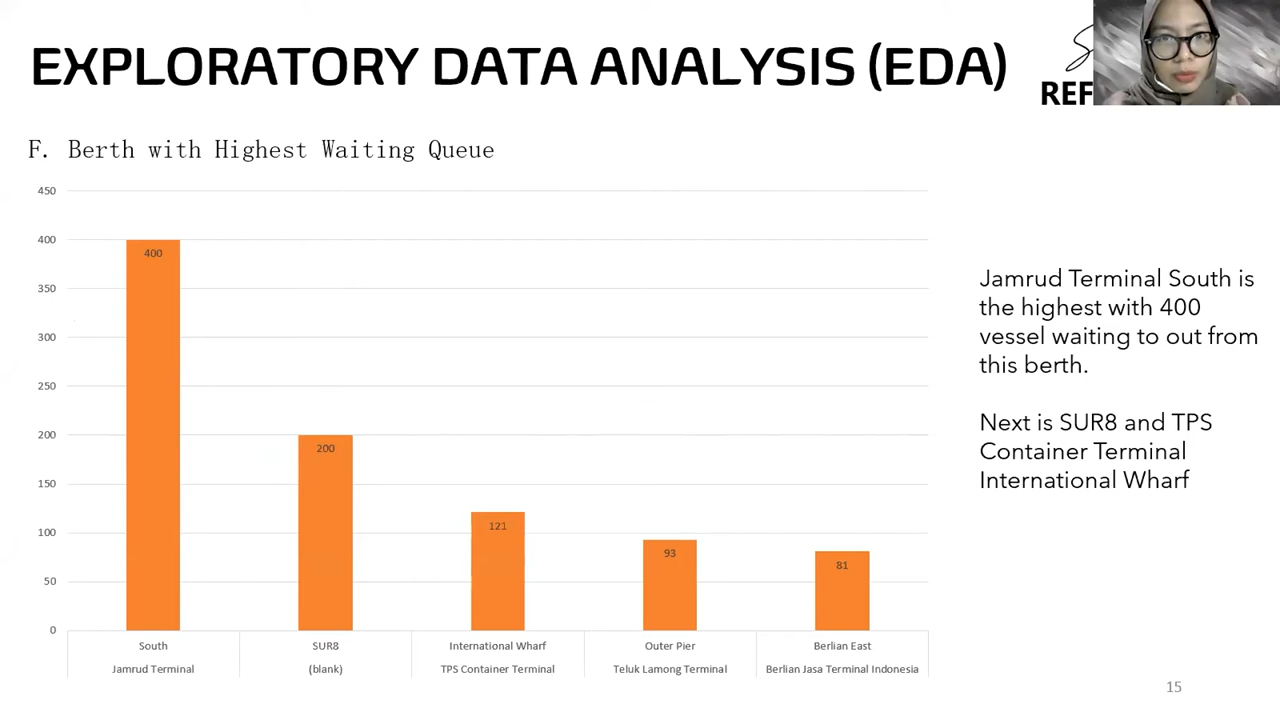 EXPLORATORY DATA ANALYSIS (EDA)
REF
F. Berth with Highest Waiting Queue
450
400
350
300
250
200
150
100
50
0
400
200
121
93
81
South
SUR8
International Wharf
Outer Pier
Berlian East
Jamrud Terminal
(blank)
TPS Container Terminal
Teluk Lamong Terminal
Berlian Jasa Terminal Indonesia
Jamrud Terminal South is
the highest with 400
vessel waiting to out from
this berth.
Next is SUR8 and TPS
Container Terminal
International Wharf
15